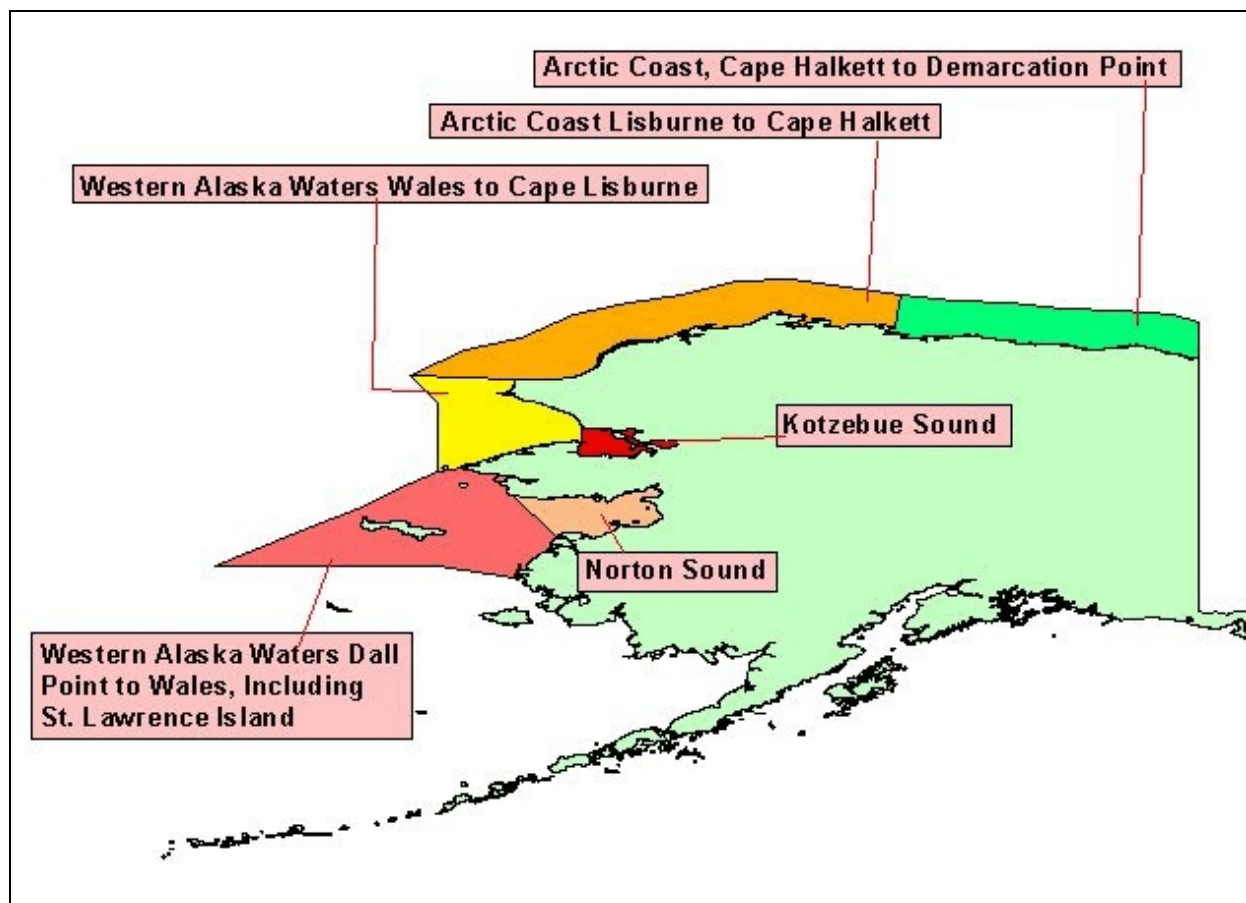 Arctic Coast, Cape Halkett to Demarcation Point
Arctic Coast Lisburne to Cape Halkett
Western Alaska Waters Wales to Cape Lisburne
Kotzebue Sound
Norton Sound
Western Alaska Waters Dall
Point to Wales, Including
St. Lawrence Island